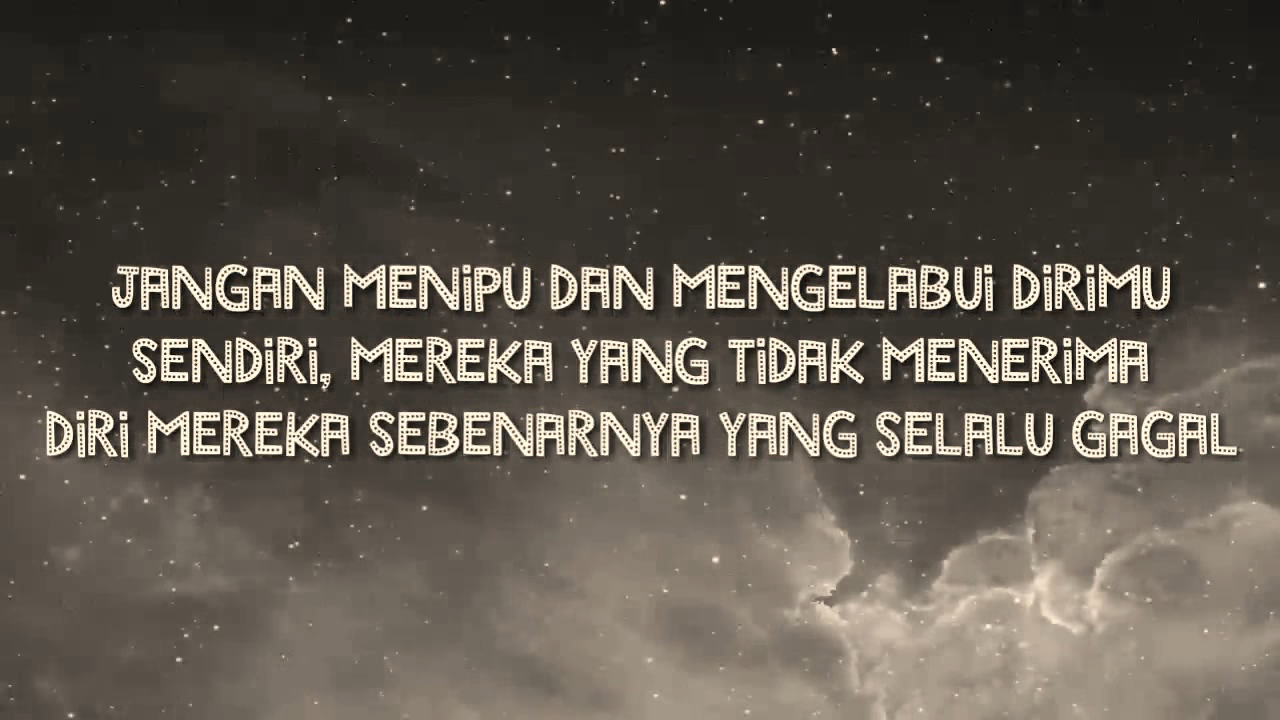 JANGAN MENiPU DAN MENGELABUi DiRiMU
SENDiRi, MEREKA YANG TiDAK MENERiMA
DiRi MEREKA SEBENARNYA YANG SELALU GAGAL